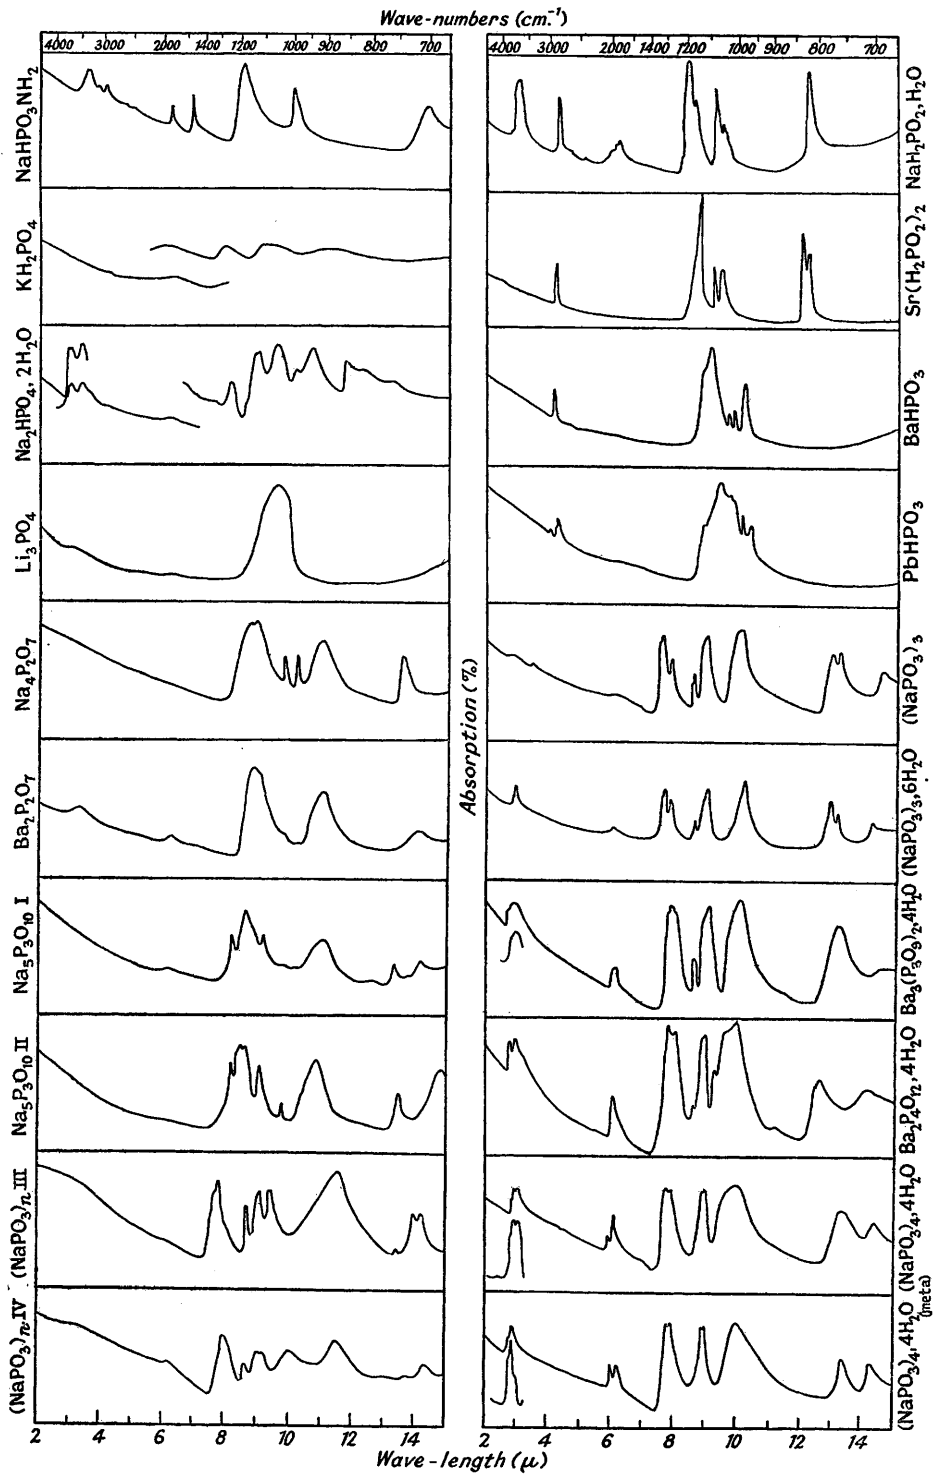 Wave-numbers (cm.⁻¹)
4000 3000 2000 1400 1200 1000 900 800 700
4000 3000 2000 1400 1200 1000 900 800 700
NaHPO₃NH₂
KH₂PO₄
Na₂HPO₄, 2H₂O
Li₃PO₄
Na₄P₂O₇
Ba₂P₂O₇
Na₅P₃O₁₀ I
Na₅P₃O₁₀ II
(NaPO₃)ₙ III
(NaPO₃)ₙ IV
Absorption (%)
NaH₂PO₂, H₂O
Sr(H₂PO₂)₂
BaHPO₃
PbHPO₃
(NaPO₃)₃
(NaPO₃)₃, 6H₂O
Ba₃(P₃O₉)₂, 4H₂O
Ba₂P₄O₁₂, 4H₂O
(NaPO₃)₄, 4H₂O
(NaPO₃)₄, 4H₂O (meta)
2 4 6 8 10 12 14
2 4 6 8 10 12 14
Wave-length (μ)